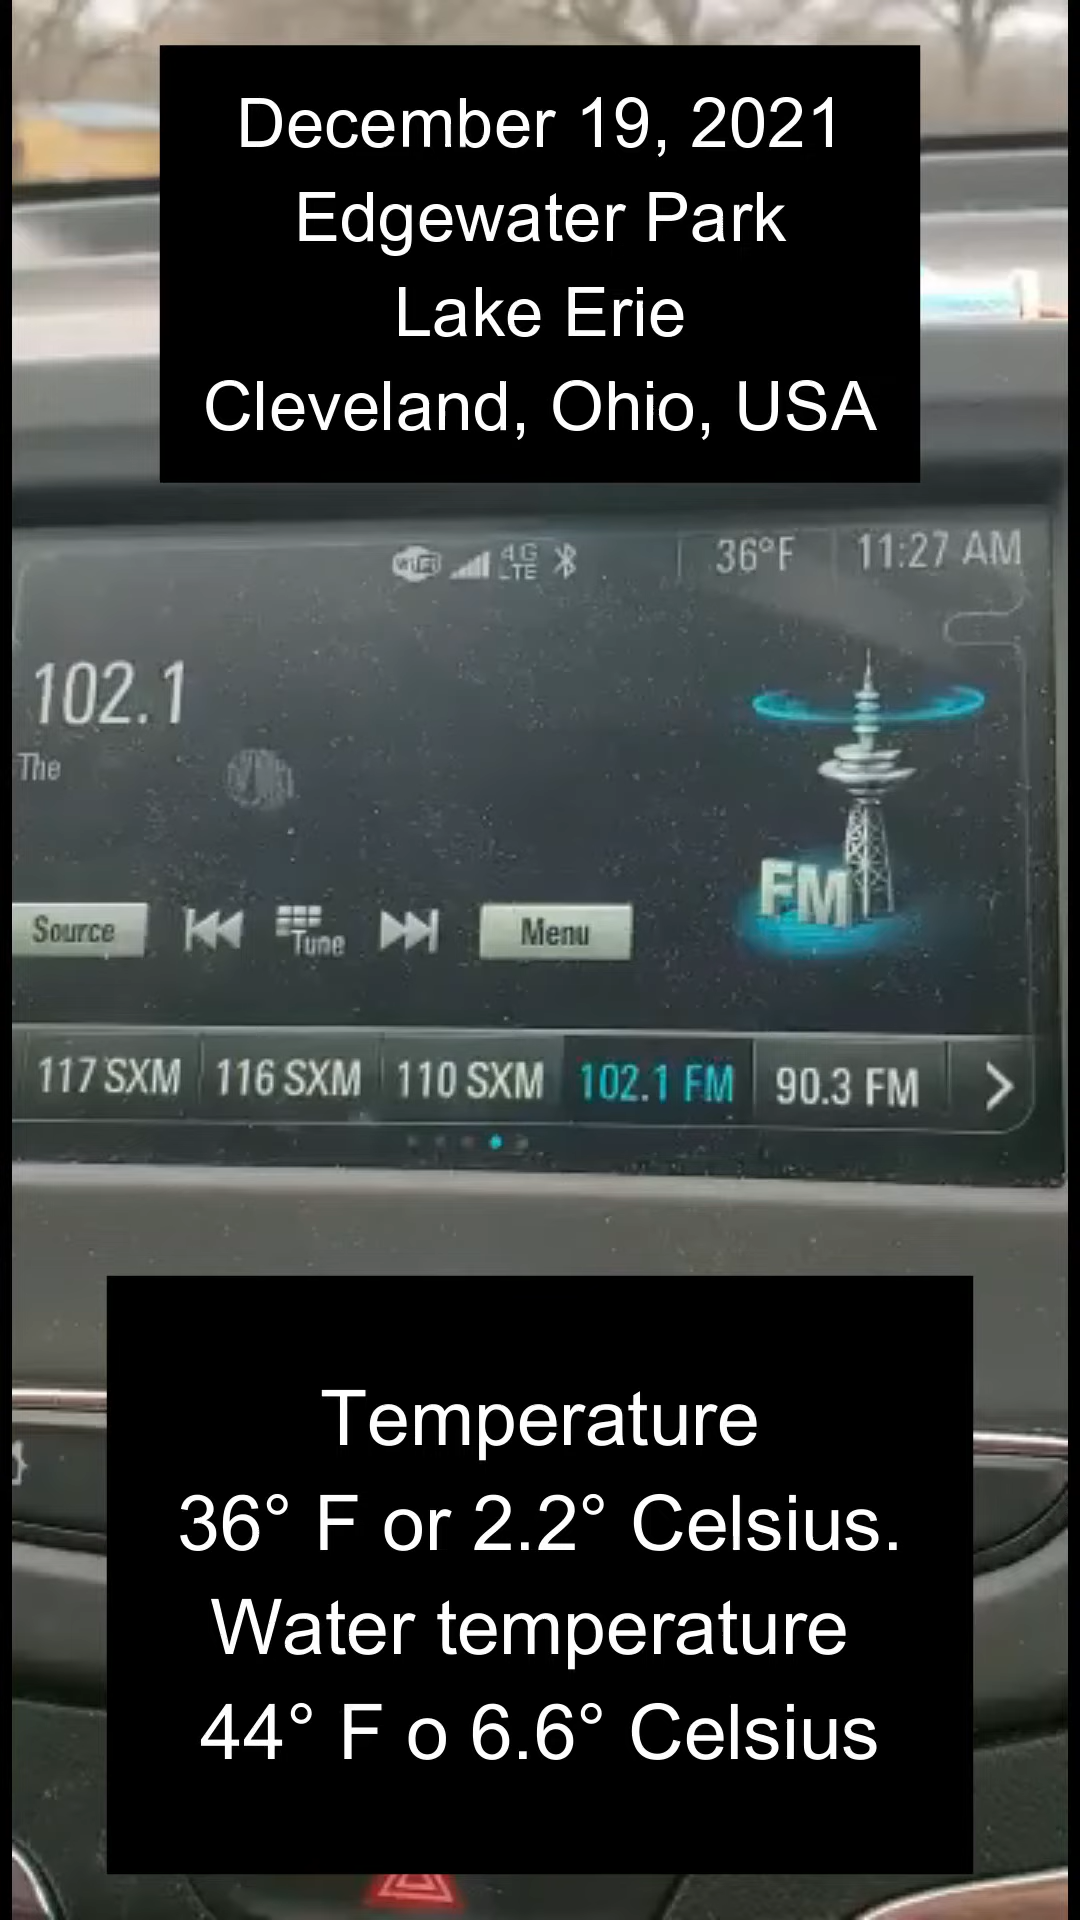 December 19, 2021
Edgewater Park
Lake Erie
Cleveland, Ohio, USA
WiFi 4G LTE 36°F 11:27 AM
102.1
The
FM
Source Tune Menu
117 SXM 116 SXM 110 SXM 102.1 FM 90.3 FM
Temperature
36° F or 2.2° Celsius.
Water temperature
44° F o 6.6° Celsius